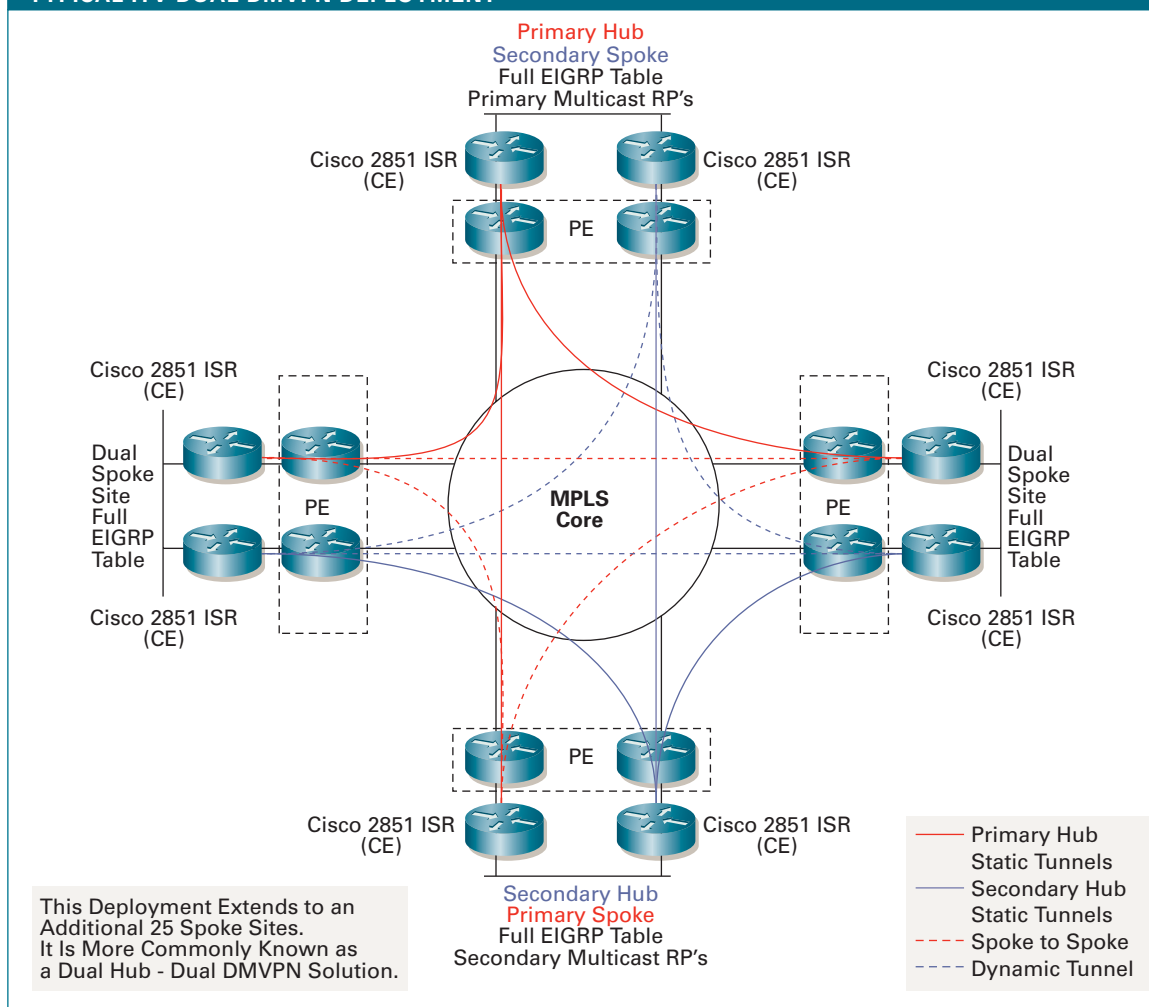 Primary Hub
Secondary Spoke
Full EIGRP Table
Primary Multicast RP's
Cisco 2851 ISR
(CE)
Cisco 2851 ISR
(CE)
PE
Cisco 2851 ISR
(CE)
Cisco 2851 ISR
(CE)
Dual
Spoke
Site
Full
EIGRP
Table
PE
MPLS
Core
PE
Dual
Spoke
Site
Full
EIGRP
Table
Cisco 2851 ISR
(CE)
Cisco 2851 ISR
(CE)
PE
Cisco 2851 ISR
(CE)
Cisco 2851 ISR
(CE)
Secondary Hub
Primary Spoke
Full EIGRP Table
Secondary Multicast RP's
This Deployment Extends to an
Additional 25 Spoke Sites.
It Is More Commonly Known as
a Dual Hub - Dual DMVPN Solution.
Primary Hub
Static Tunnels
Secondary Hub
Static Tunnels
Spoke to Spoke
Dynamic Tunnel